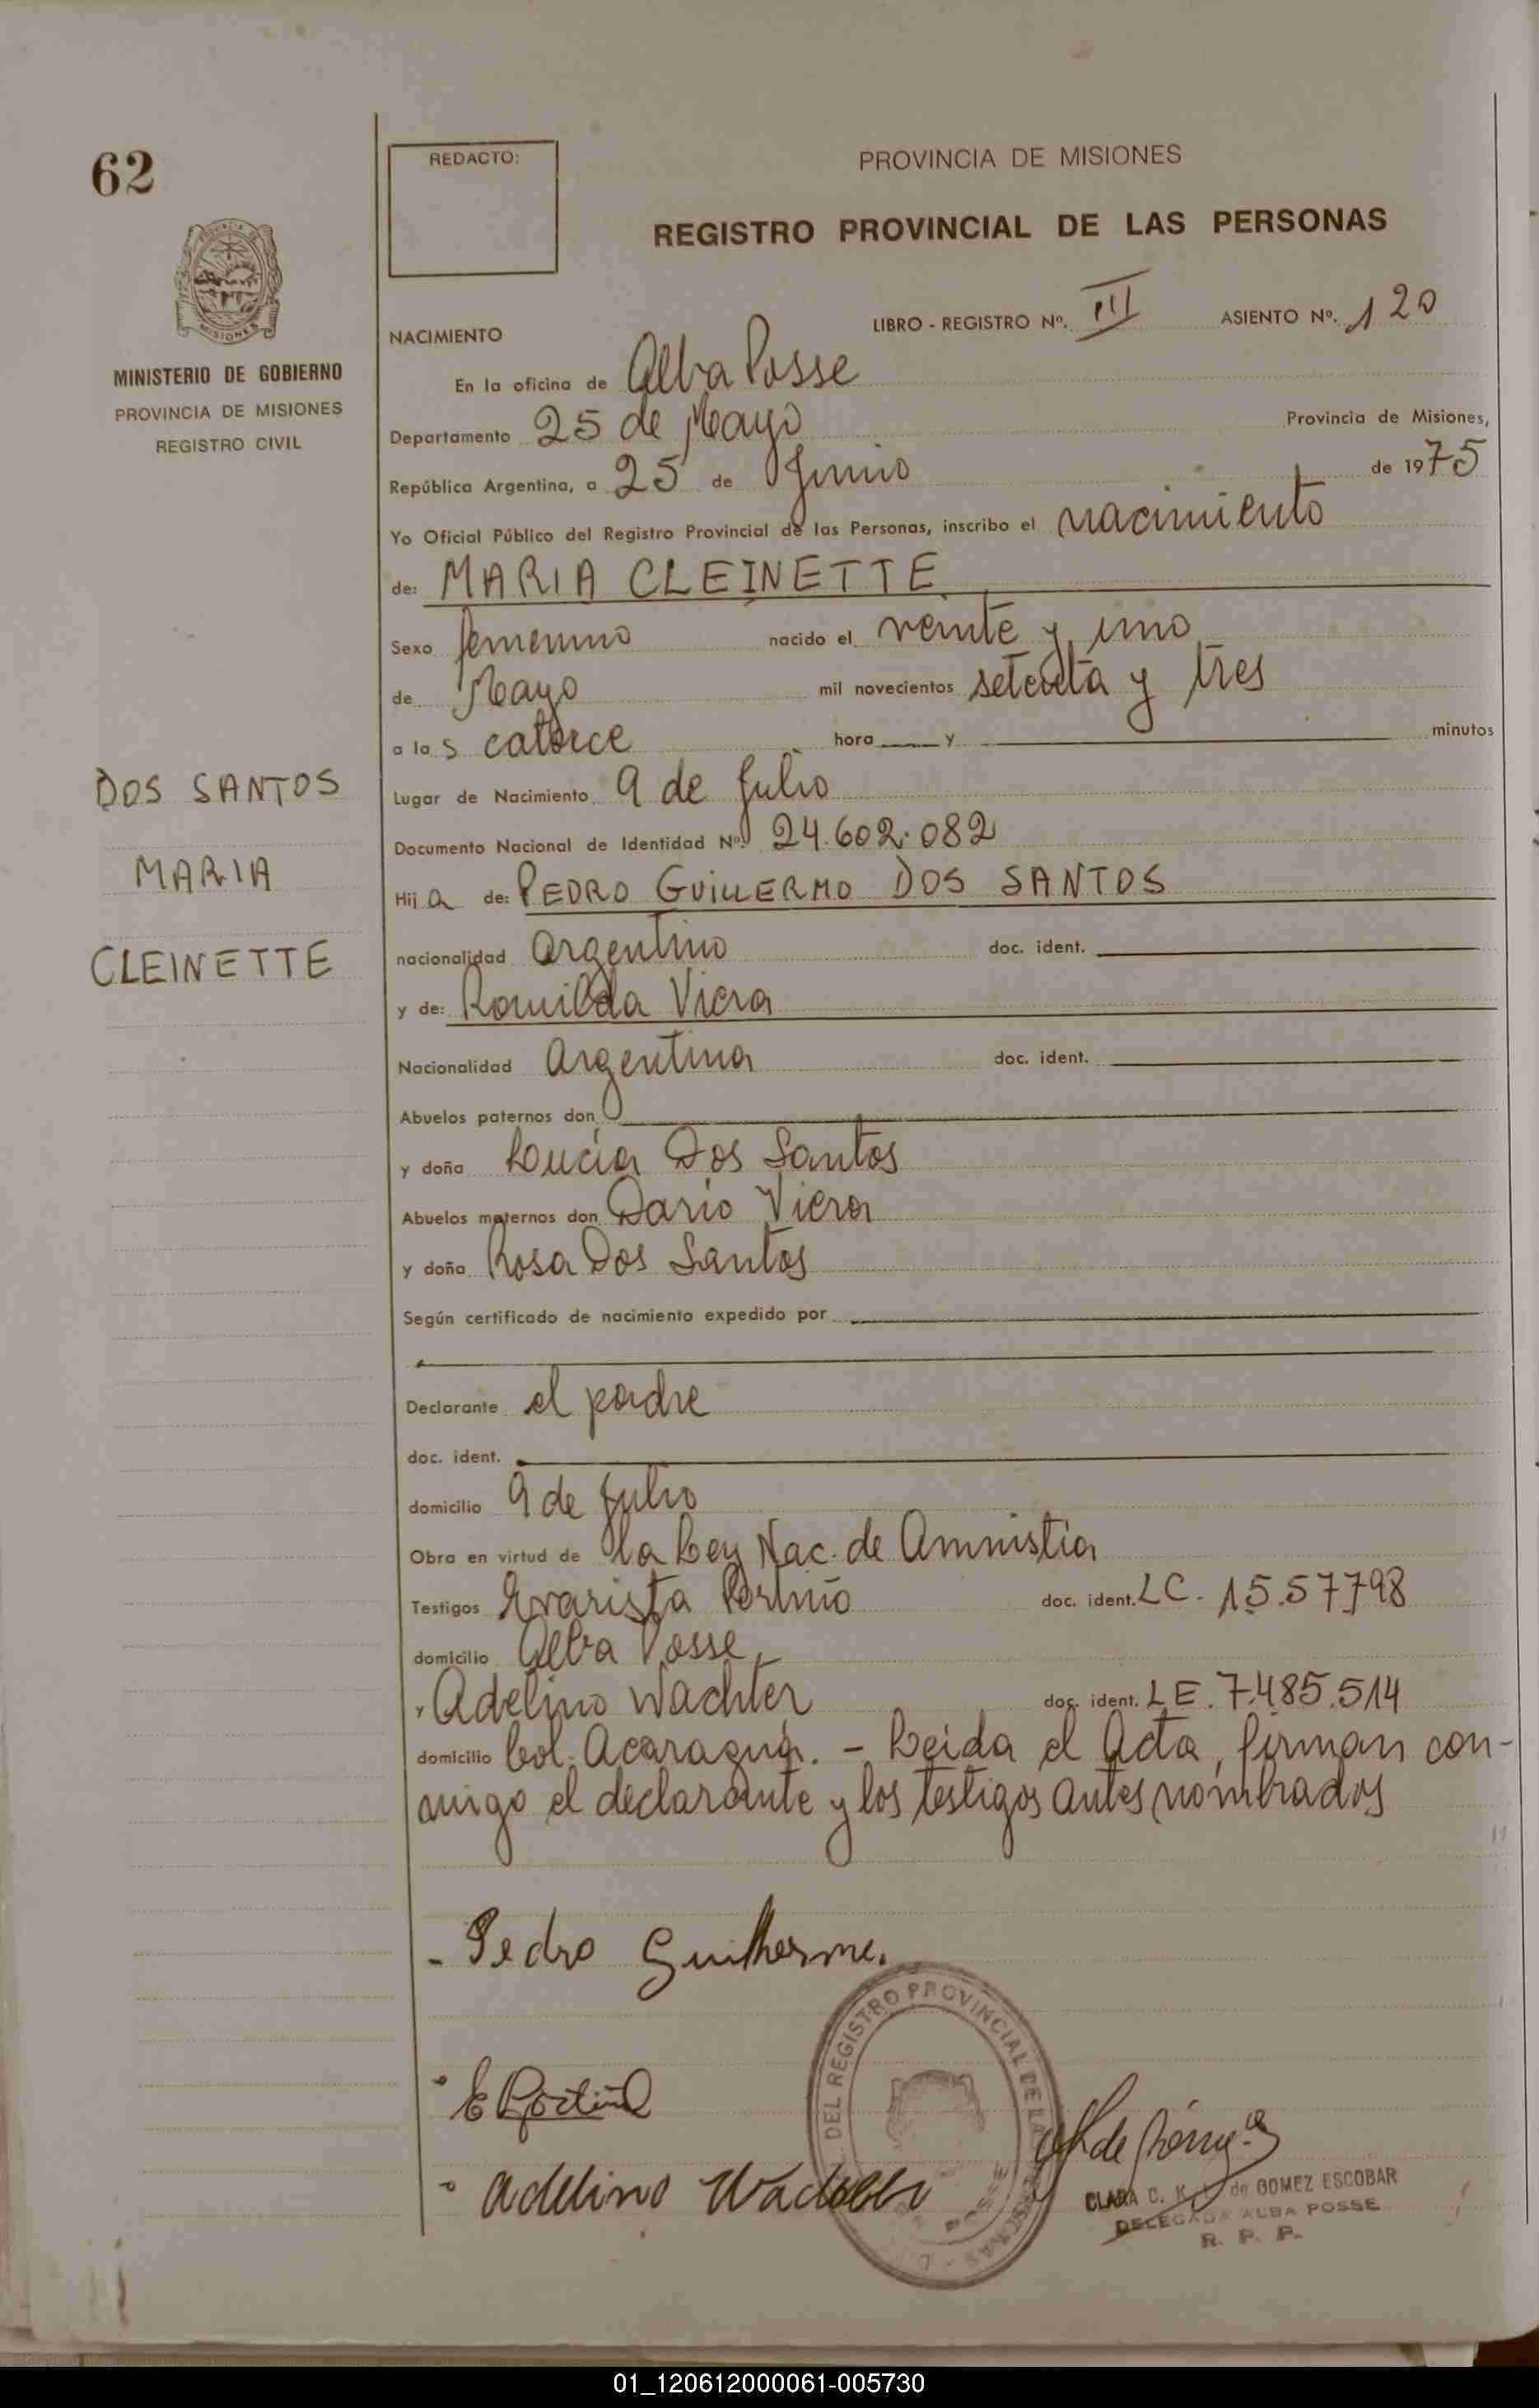 62
REDACTO:
PROVINCIA DE MISIONES
REGISTRO PROVINCIAL DE LAS PERSONAS
MINISTERIO DE GOBIERNO
PROVINCIA DE MISIONES
REGISTRO CIVIL
NACIMIENTO
LIBRO - REGISTRO Nº. III ASIENTO Nº. 120
En la oficina de Alba Posse
Departamento 25 de Mayo Provincia de Misiones,
República Argentina, a 25 de Junio de 1975
Yo Oficial Público del Registro Provincial de las Personas, inscribo el nacimiento
de: MARIA CLEINETTE
Sexo femenino nacido el veinte y uno
de Mayo mil novecientos setenta y tres
a la s catorce hora y minutos
DOS SANTOS
MARIA
CLEINETTE
Lugar de Nacimiento 9 de Julio
Documento Nacional de Identidad Nº. 24.602.082
Hij a de: PEDRO GUILLERMO DOS SANTOS
nacionalidad Argentino doc. ident.
y de: Romilda Viera
Nacionalidad Argentina doc. ident.
Abuelos paternos don
y doña Lucia Dos Santos
Abuelos maternos don Dario Viera
y doña Rosa Dos Santos
Según certificado de nacimiento expedido por
Declarante el padre
doc. ident.
domicilio 9 de Julio
Obra en virtud de la Ley Nac. de Amnistia
Testigos Evarista Portiño doc. ident. LC. 15.57798
domicilio Alba Posse
y Adelino Wachter doc. ident. LE. 7.485.514
domicilio Col. Acaragua. - Leida el Acta, firman con-
migo el declarante y los testigos antes nombrados
- Pedro Guilherme.
E Portiño
Adelino Wachter
DEL REGISTRO PROVINCIAL DE LAS PERSONAS
CLARA C. K. de GOMEZ ESCOBAR
DELEGADA ALBA POSSE
R. P. P.
01_120612000061-005730